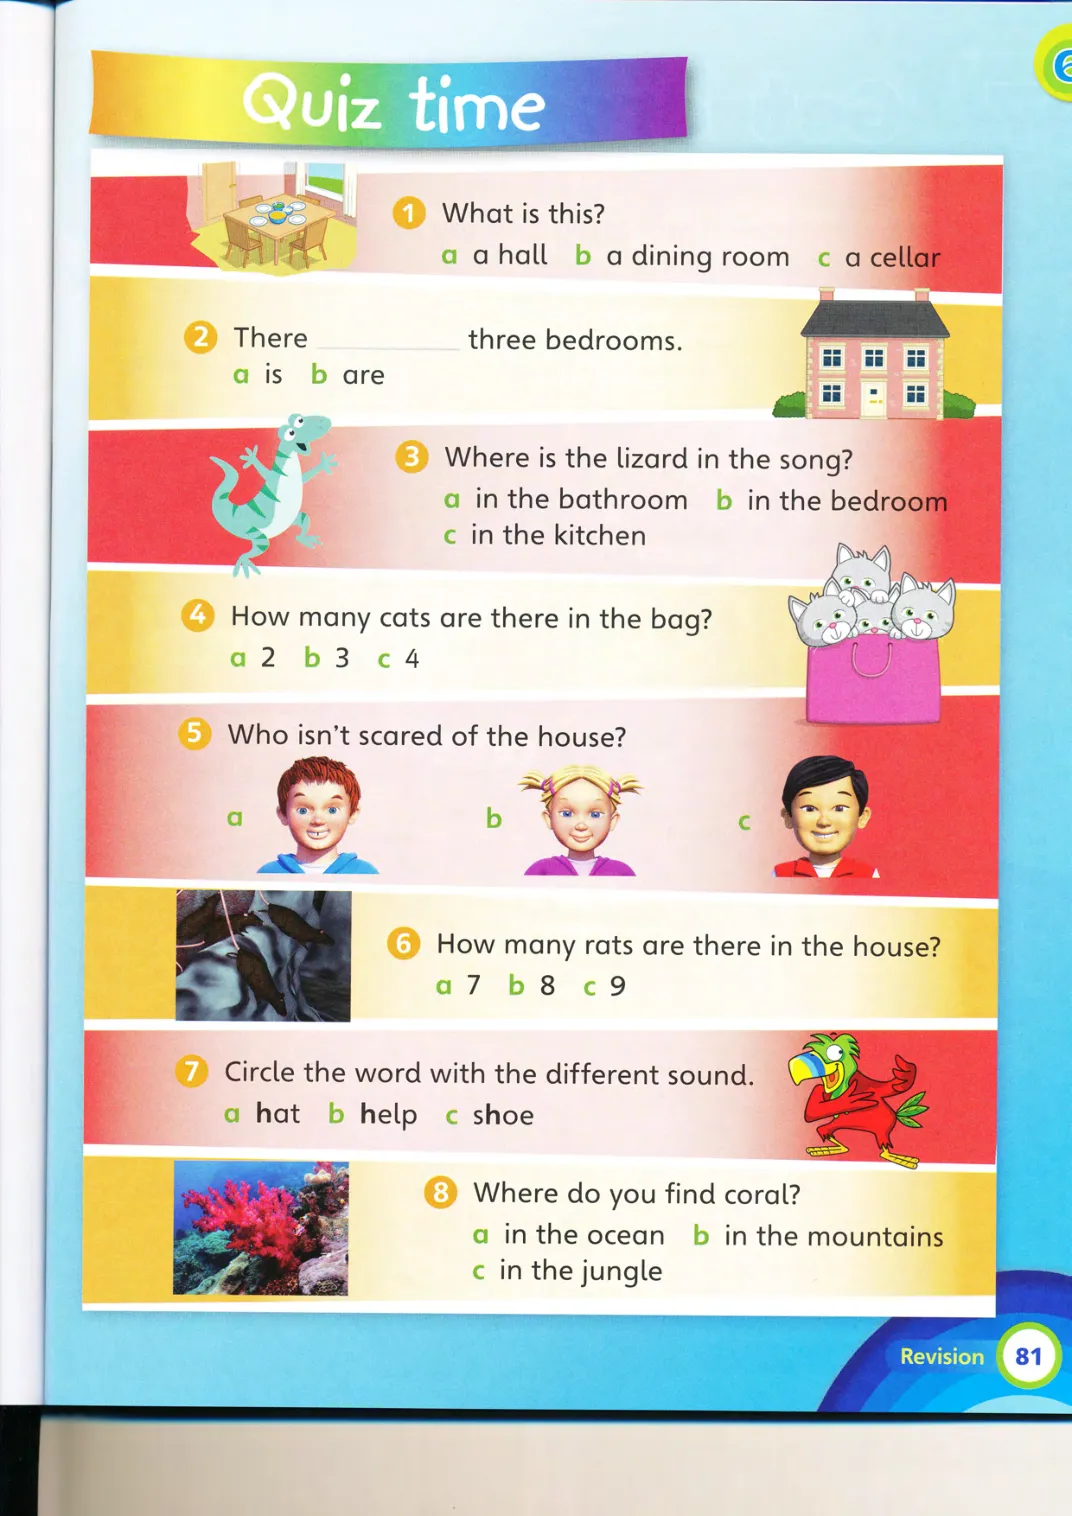 Quiz time
1 What is this?
a a hall b a dining room c a cellar
2 There __________ three bedrooms.
a is b are
3 Where is the lizard in the song?
a in the bathroom b in the bedroom
c in the kitchen
4 How many cats are there in the bag?
a 2 b 3 c 4
5 Who isn't scared of the house?
a b c
6 How many rats are there in the house?
a 7 b 8 c 9
7 Circle the word with the different sound.
a hat b help c shoe
8 Where do you find coral?
a in the ocean b in the mountains
c in the jungle
Revision 81